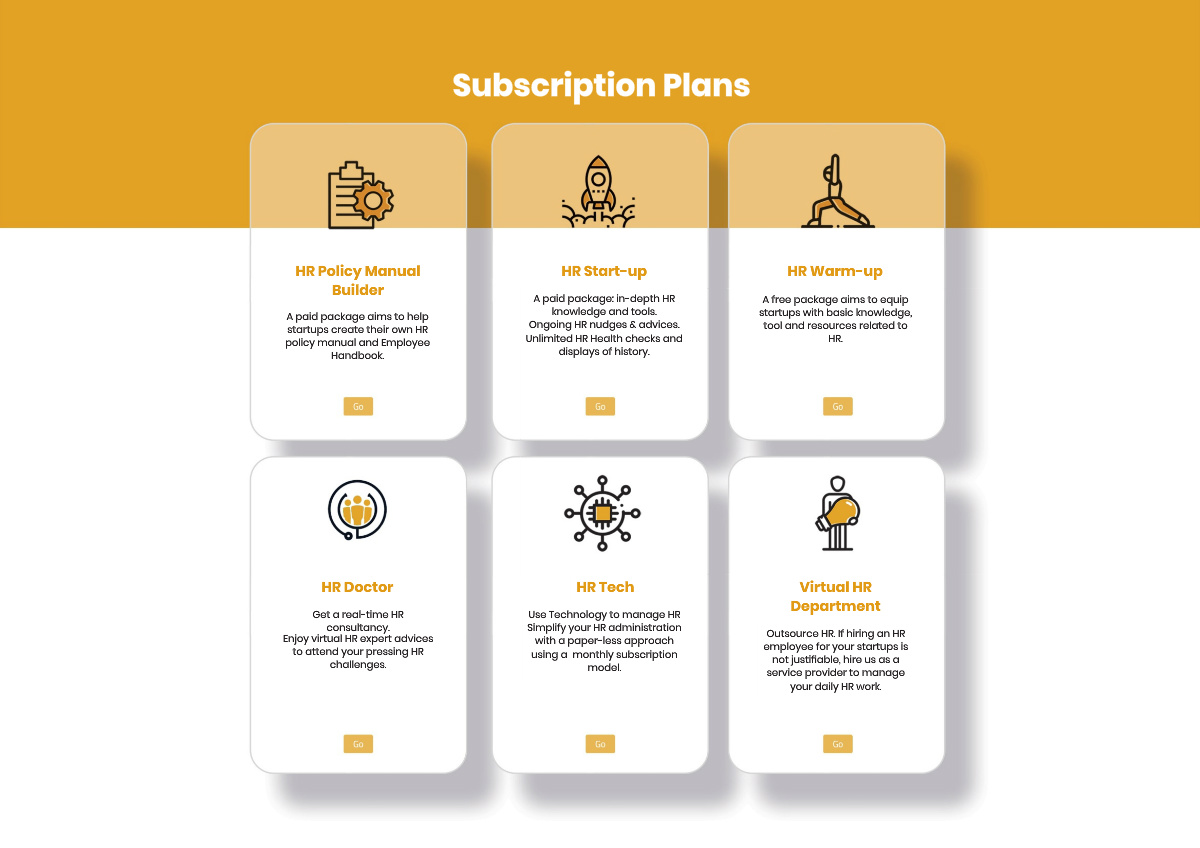 Subscription Plans
HR Policy Manual
Builder
A paid package aims to help
startups create their own HR
policy manual and Employee
Handbook.
Go
HR Start-up
A paid package: in-depth HR
knowledge and tools.
Ongoing HR nudges & advices.
Unlimited HR Health checks and
displays of history.
Go
HR Warm-up
A free package aims to equip
startups with basic knowledge,
tool and resources related to
HR.
Go
HR Doctor
Get a real-time HR
consultancy.
Enjoy virtual HR expert advices
to attend your pressing HR
challenges.
Go
HR Tech
Use Technology to manage HR
Simplify your HR administration
with a paper-less approach
using a  monthly subscription
model.
Go
Virtual HR
Department
Outsource HR. If hiring an HR
employee for your startups is
not justifiable, hire us as a
service provider to manage
your daily HR work.
Go